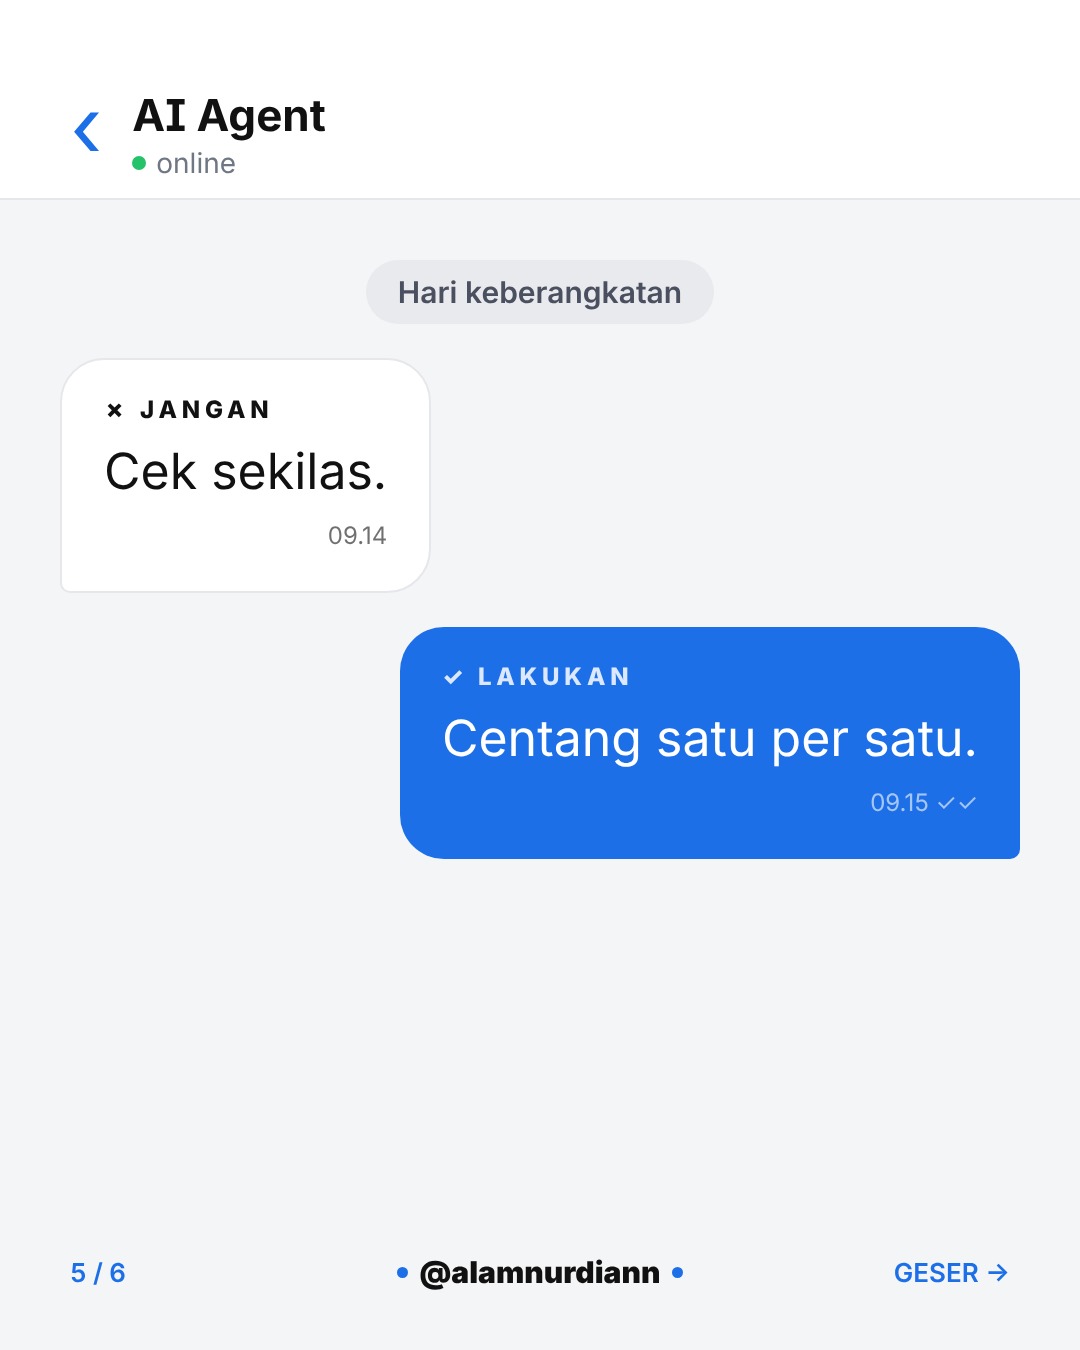 AI Agent
online
Hari keberangkatan
× JANGAN
Cek sekilas.
09.14
✓ LAKUKAN
Centang satu per satu.
09.15 ✓✓
5 / 6
• @alamnurdiann •
GESER →